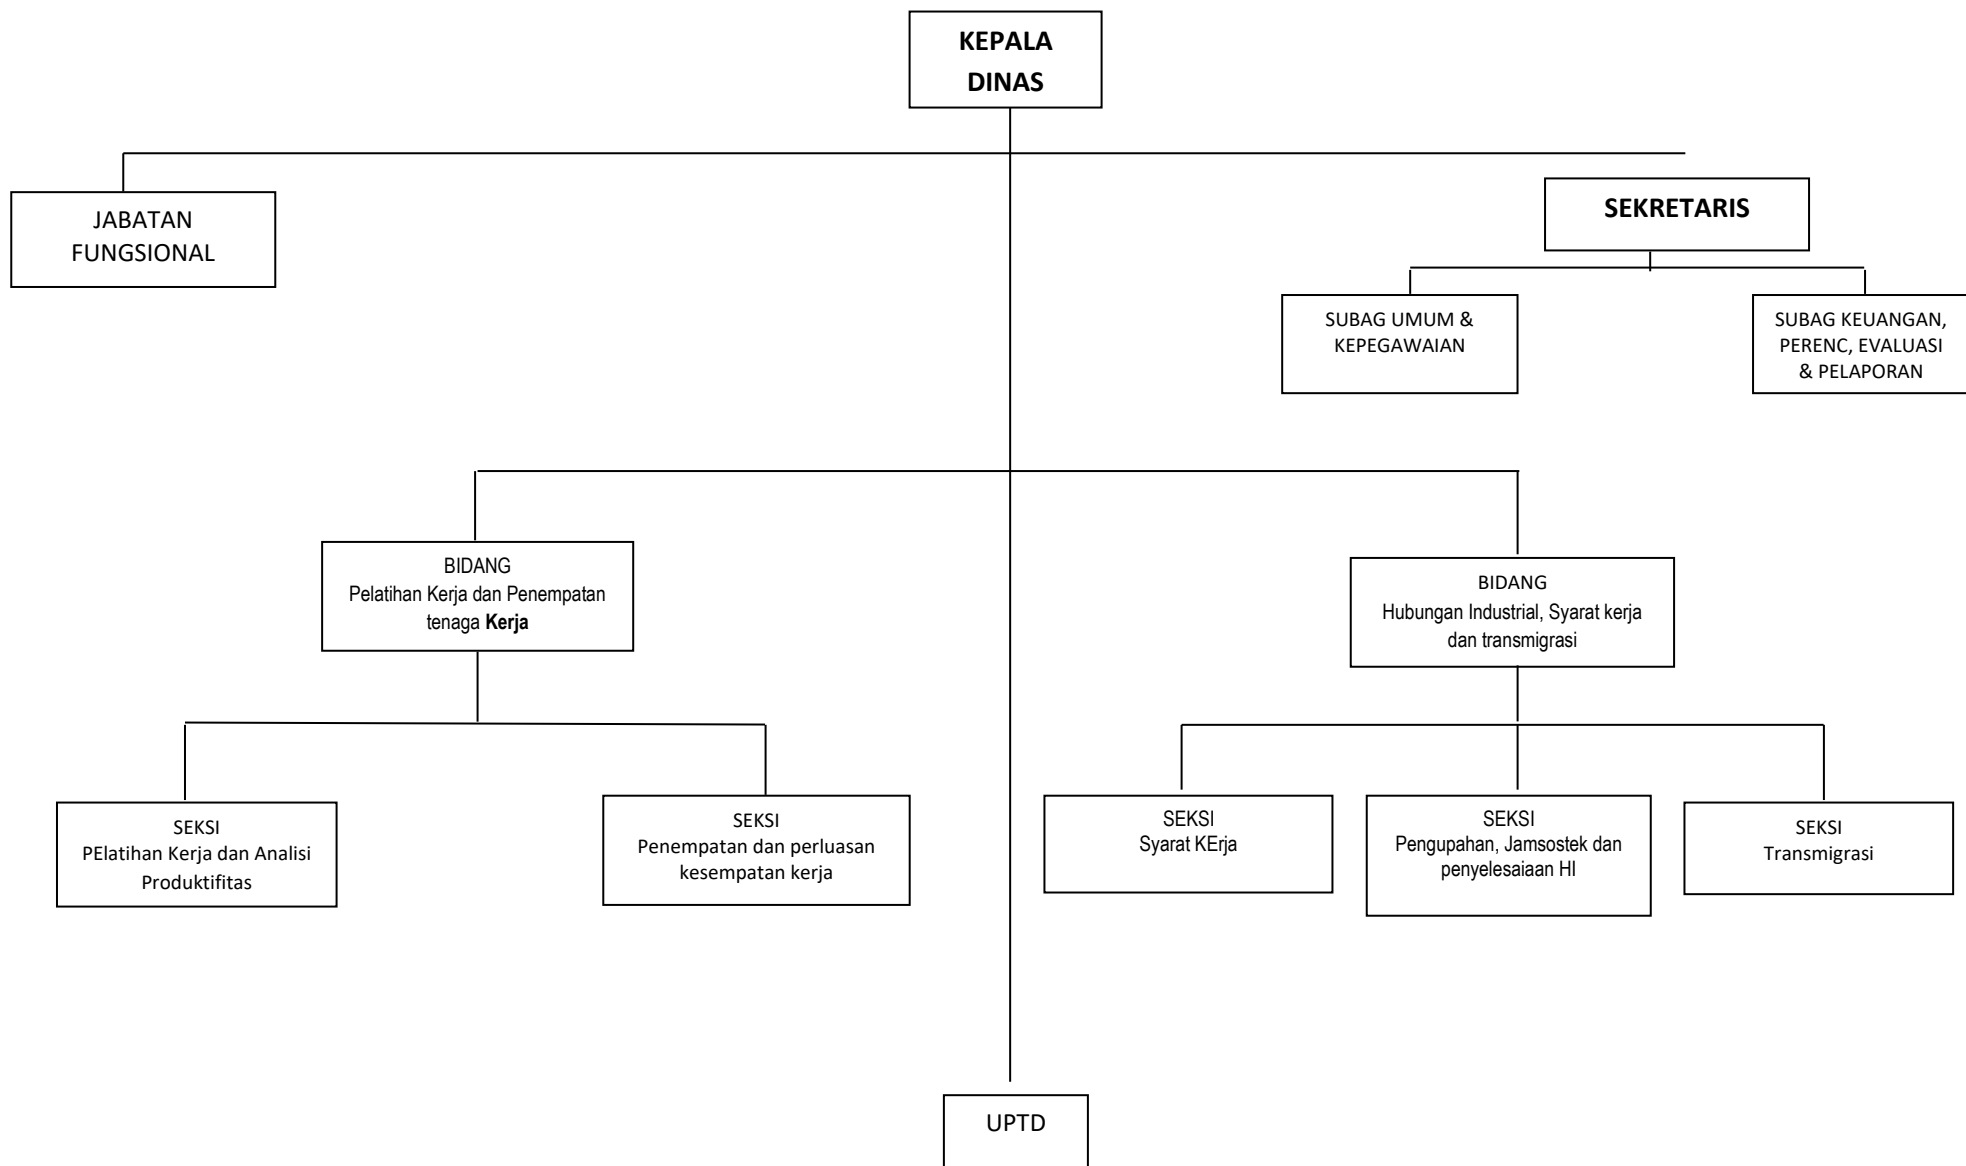 KEPALA
DINAS
JABATAN
FUNGSIONAL
SEKRETARIS
SUBAG UMUM &
KEPEGAWAIAN
SUBAG KEUANGAN,
PERENC, EVALUASI
& PELAPORAN
BIDANG
Pelatihan Kerja dan Penempatan
tenaga Kerja
BIDANG
Hubungan Industrial, Syarat kerja
dan transmigrasi
SEKSI
PElatihan Kerja dan Analisi
Produktifitas
SEKSI
Penempatan dan perluasan
kesempatan kerja
SEKSI
Syarat KErja
SEKSI
Pengupahan, Jamsostek dan
penyelesaiaan HI
SEKSI
Transmigrasi
UPTD